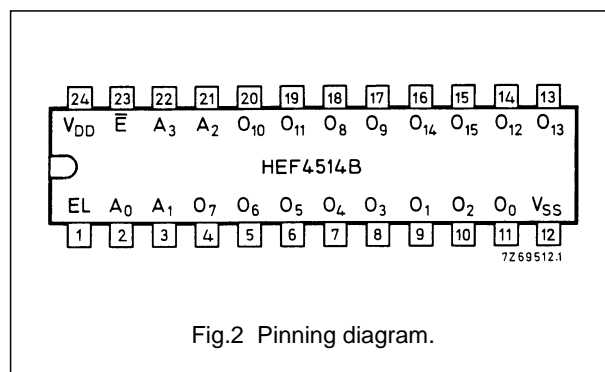 24 23 22 21 20 19 18 17 16 15 14 13
V_DD E̅ A₃ A₂ O₁₀ O₁₁ O₈ O₉ O₁₄ O₁₅ O₁₂ O₁₃
HEF4514B
EL A₀ A₁ O₇ O₆ O₅ O₄ O₃ O₁ O₂ O₀ V_SS
1 2 3 4 5 6 7 8 9 10 11 12
7Z69512.1
Fig.2 Pinning diagram.